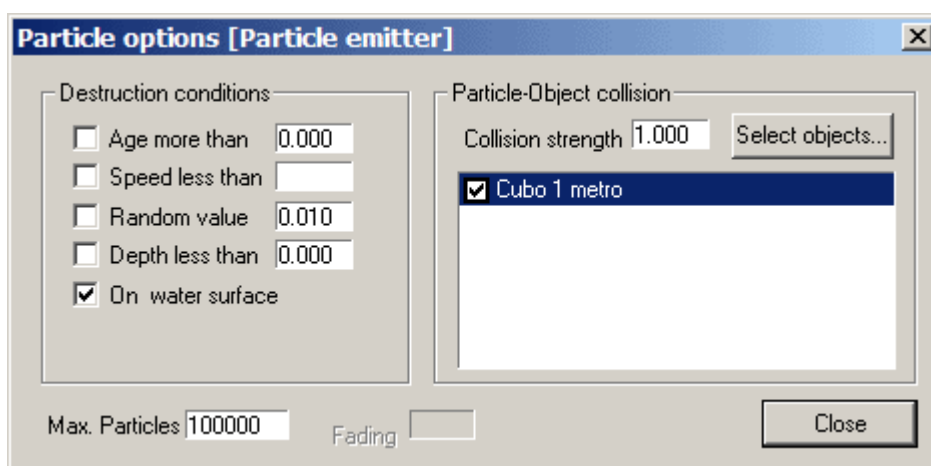 Particle options [Particle emitter]
Destruction conditions
Age more than 0.000
Speed less than
Random value 0.010
Depth less than 0.000
On water surface
Particle-Object collision
Collision strength 1.000 Select objects...
Cubo 1 metro
Max. Particles 100000 Fading Close